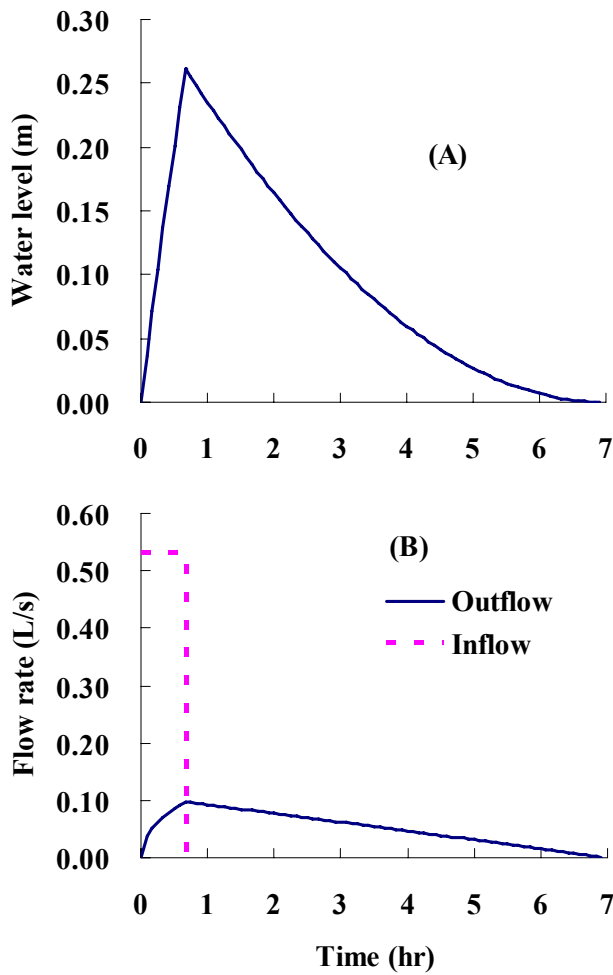 Water level (m)
0.30
0.25
0.20
0.15
0.10
0.05
0.00
(A)
0 1 2 3 4 5 6 7
Flow rate (L/s)
0.60
0.50
0.40
0.30
0.20
0.10
0.00
(B)
Outflow
Inflow
0 1 2 3 4 5 6 7
Time (hr)